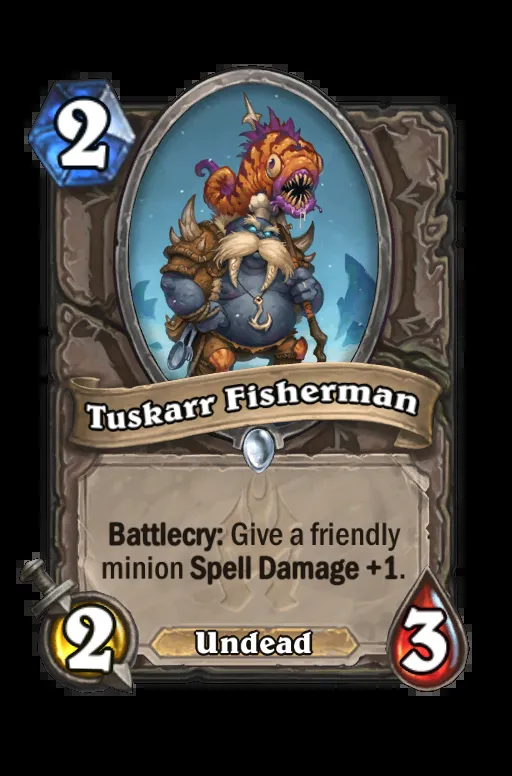 2
Tuskarr Fisherman
Battlecry: Give a friendly
minion Spell Damage +1.
2
Undead
3